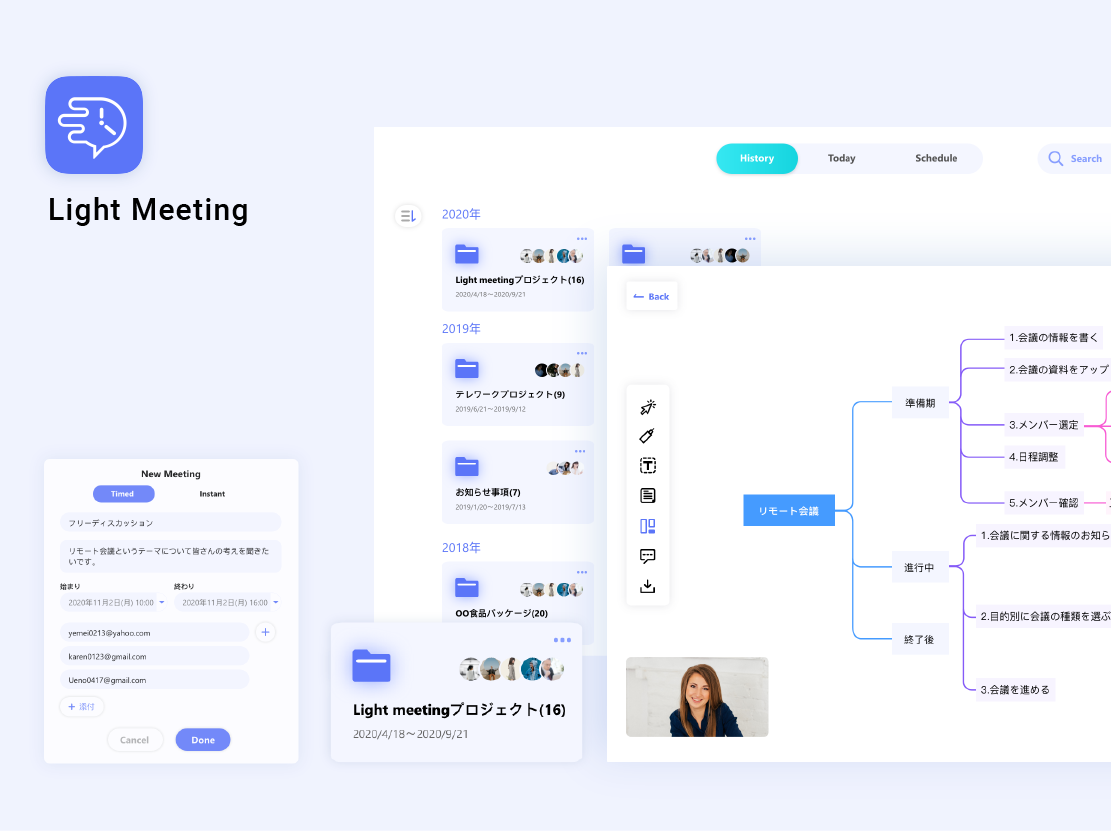 Light Meeting
History
Today
Schedule
Search
2020年
Light meetingプロジェクト(16)
2020/4/18～2020/9/21
2019年
テレワークプロジェクト(9)
2019/6/21～2019/9/12
お知らせ事項(7)
2019/1/20～2019/7/13
2018年
OO食品パッケージ(20)
Back
リモート会議
準備期
1.会議の情報を書く
2.会議の資料をアップ
3.メンバー選定
4.日程調整
5.メンバー確認
進行中
1.会議に関する情報のお知ら
2.目的別に会議の種類を選ぶ
3.会議を進める
終了後
New Meeting
Timed
Instant
フリーディスカッション
リモート会議というテーマについて皆さんの考えを聞きた
いです。
始まり
終わり
2020年11月2日(月) 10:00
2020年11月2日(月) 16:00
yemei0213@yahoo.com
karen0123@gmail.com
Ueno0417@gmail.com
+ 添付
Cancel
Done
Light meetingプロジェクト(16)
2020/4/18～2020/9/21